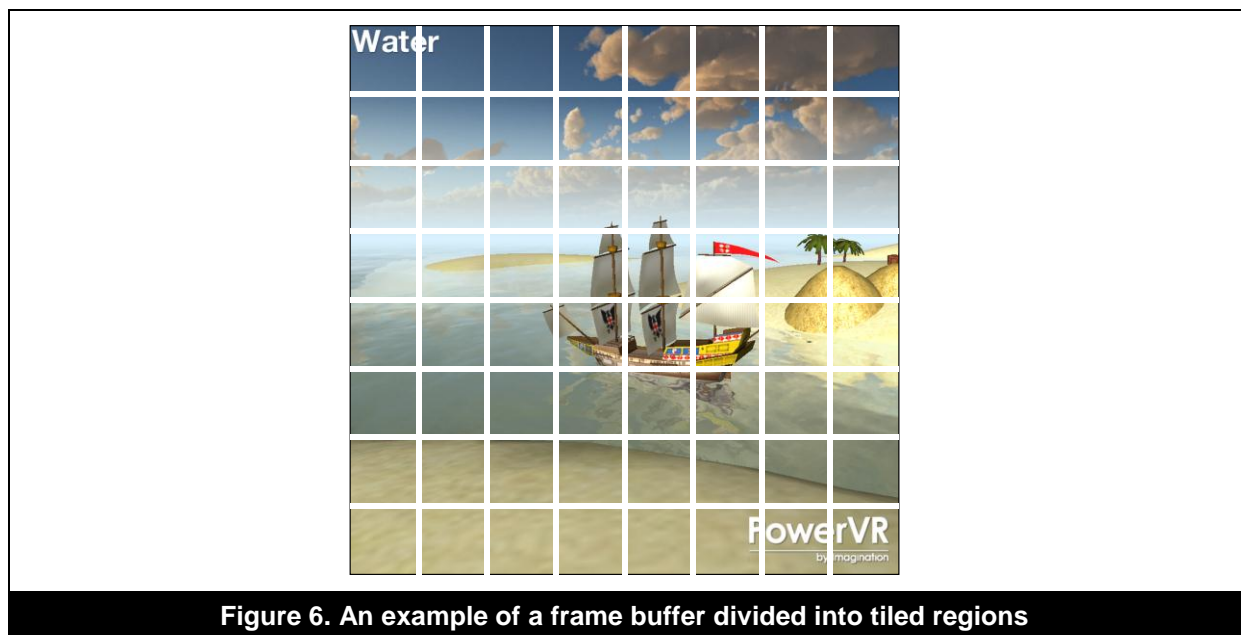 Water
PowerVR
by Imagination
Figure 6. An example of a frame buffer divided into tiled regions